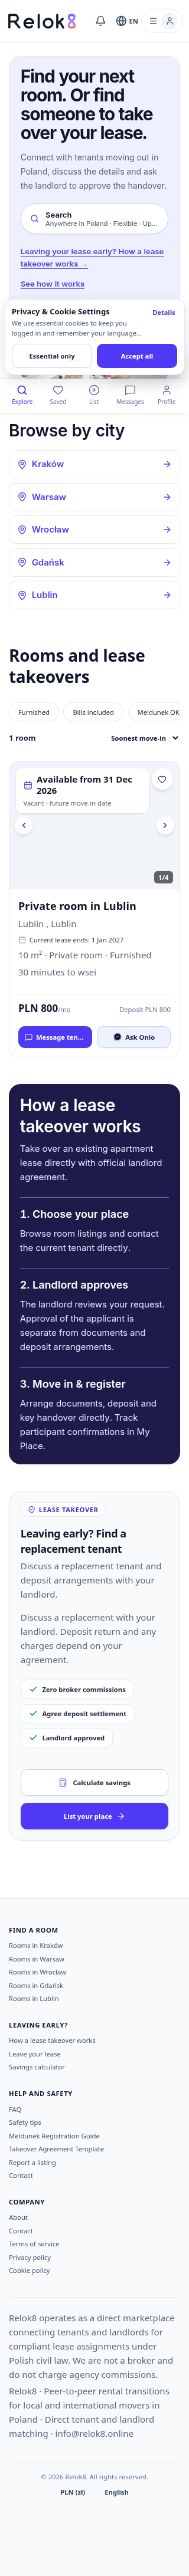 Relok8
EN
Find your next
room. Or find
someone to take
over your lease.
Connect with tenants moving out in
Poland, discuss the details and ask
the landlord to approve the handover.
Search
Anywhere in Poland · Flexible · Up...
Leaving your lease early? How a lease
takeover works →
See how it works
Privacy & Cookie Settings
Details
We use essential cookies to keep you
logged in and remember your language...
Essential only
Accept all
Explore
Saved
List
Messages
Profile
Browse by city
Kraków
Warsaw
Wrocław
Gdańsk
Lublin
Rooms and lease
takeovers
Furnished
Bills included
Meldunek OK
1 room
Soonest move-in
Available from 31 Dec
2026
Vacant · future move-in date
1/4
Private room in Lublin
Lublin , Lublin
Current lease ends: 1 Jan 2027
10 m² · Private room · Furnished
30 minutes to wsei
PLN 800/mo
Deposit PLN 800
Message ten...
Ask Onlo
How a lease
takeover works
Take over an existing apartment
lease directly with official landlord
agreement.
1. Choose your place
Browse room listings and contact
the current tenant directly.
2. Landlord approves
The landlord reviews your request.
Approval of the applicant is
separate from documents and
deposit arrangements.
3. Move in & register
Arrange documents, deposit and
key handover directly. Track
participant confirmations in My
Place.
LEASE TAKEOVER
Leaving early? Find a
replacement tenant
Discuss a replacement tenant and
deposit arrangements with your
landlord.
Discuss a replacement with your
landlord. Deposit return and any
charges depend on your
agreement.
Zero broker commissions
Agree deposit settlement
Landlord approved
Calculate savings
List your place
FIND A ROOM
Rooms in Kraków
Rooms in Warsaw
Rooms in Wrocław
Rooms in Gdańsk
Rooms in Lublin
LEAVING EARLY?
How a lease takeover works
Leave your lease
Savings calculator
HELP AND SAFETY
FAQ
Safety tips
Meldunek Registration Guide
Takeover Agreement Template
Report a listing
Contact
COMPANY
About
Contact
Terms of service
Privacy policy
Cookie policy
Relok8 operates as a direct marketplace
connecting tenants and landlords for
compliant lease assignments under
Polish civil law. We are not a broker and
do not charge agency commissions.
Relok8 · Peer-to-peer rental transitions
for local and international movers in
Poland · Direct tenant and landlord
matching · info@relok8.online
© 2026 Relok8. All rights reserved.
PLN (zł)
English